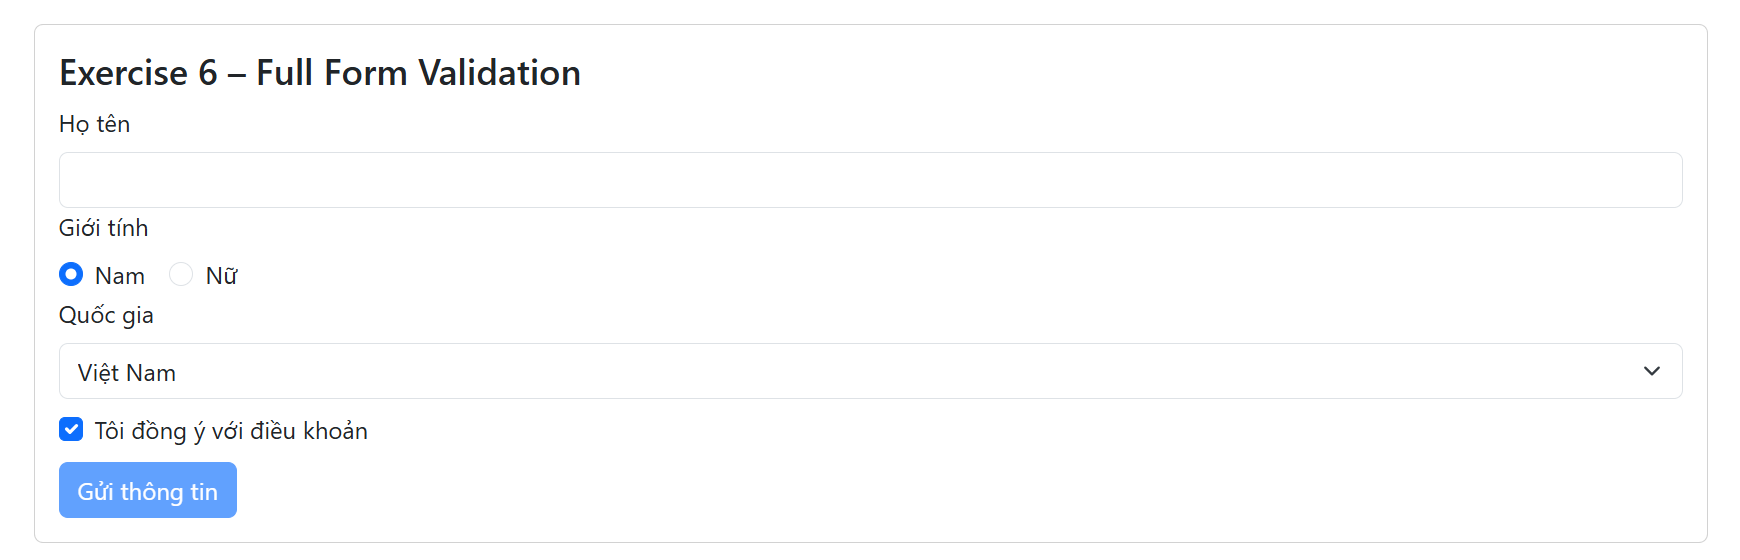 Exercise 6 – Full Form Validation
Họ tên
Giới tính
Nam Nữ
Quốc gia
Việt Nam
Tôi đồng ý với điều khoản
Gửi thông tin